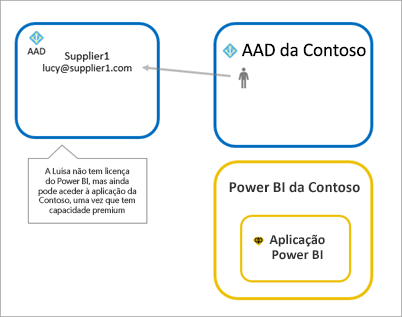 AAD
Supplier1
lucy@supplier1.com
AAD da Contoso
A Luísa não tem licença
do Power BI, mas ainda
pode aceder à aplicação da
Contoso, uma vez que tem
capacidade premium
Power BI da Contoso
Aplicação
Power BI